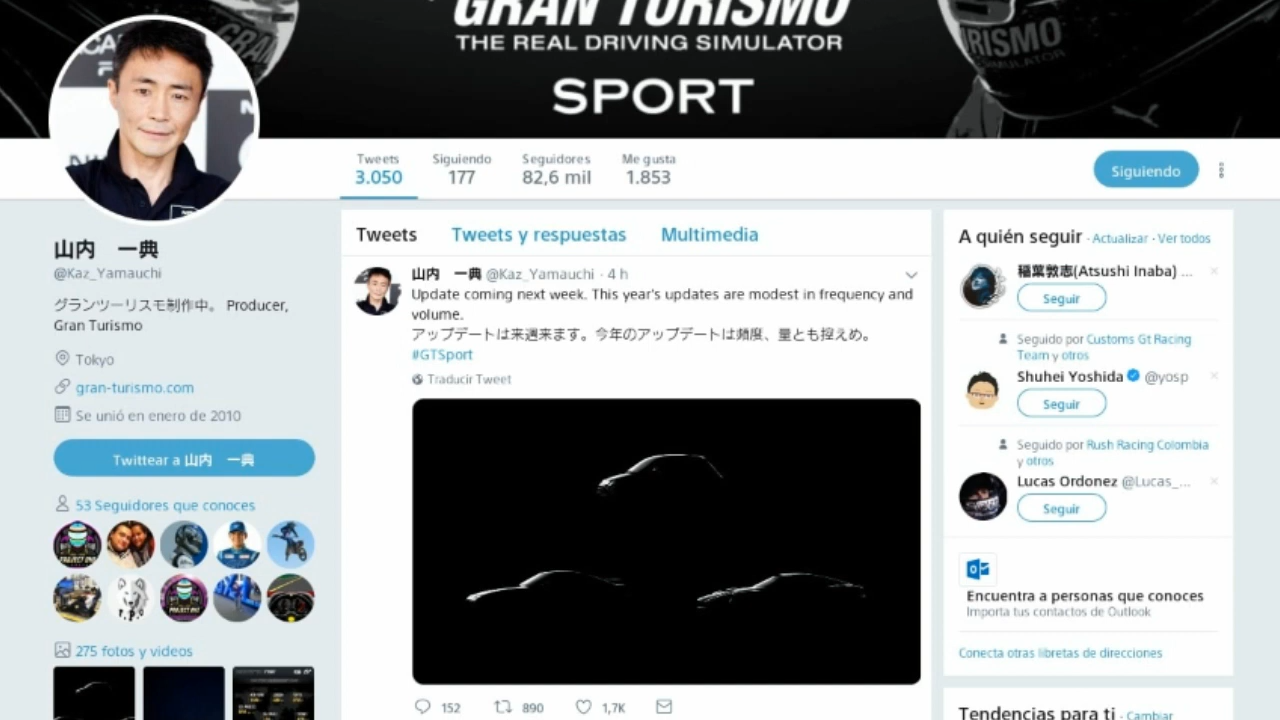 GRAN TURISMO
THE REAL DRIVING SIMULATOR
SPORT
Tweets
3.050
Siguiendo
177
Seguidores
82,6 mil
Me gusta
1.853
Siguiendo
山内　一典
@Kaz_Yamauchi
グランツーリスモ制作中。 Producer,
Gran Turismo
Tokyo
gran-turismo.com
Se unió en enero de 2010
Twittear a 山内　一典
53 Seguidores que conoces
275 fotos y videos
Tweets
Tweets y respuestas
Multimedia
山内　一典 @Kaz_Yamauchi · 4 h
Update coming next week. This year's updates are modest in frequency and
volume.
アップデートは来週来ます。今年のアップデートは頻度、量とも控えめ。
#GTSport
Traducir Tweet
152
890
1,7K
A quién seguir · Actualizar · Ver todos
稲葉敦志(Atsushi Inaba) ...
Seguir
Seguido por Customs Gt Racing
Team y otros
Shuhei Yoshida @yosp
Seguir
Seguido por Rush Racing Colombia
y otros
Lucas Ordonez @Lucas_...
Seguir
Encuentra a personas que conoces
Importa tus contactos de Outlook
Conecta otras libretas de direcciones
Tendencias para ti · Cambiar